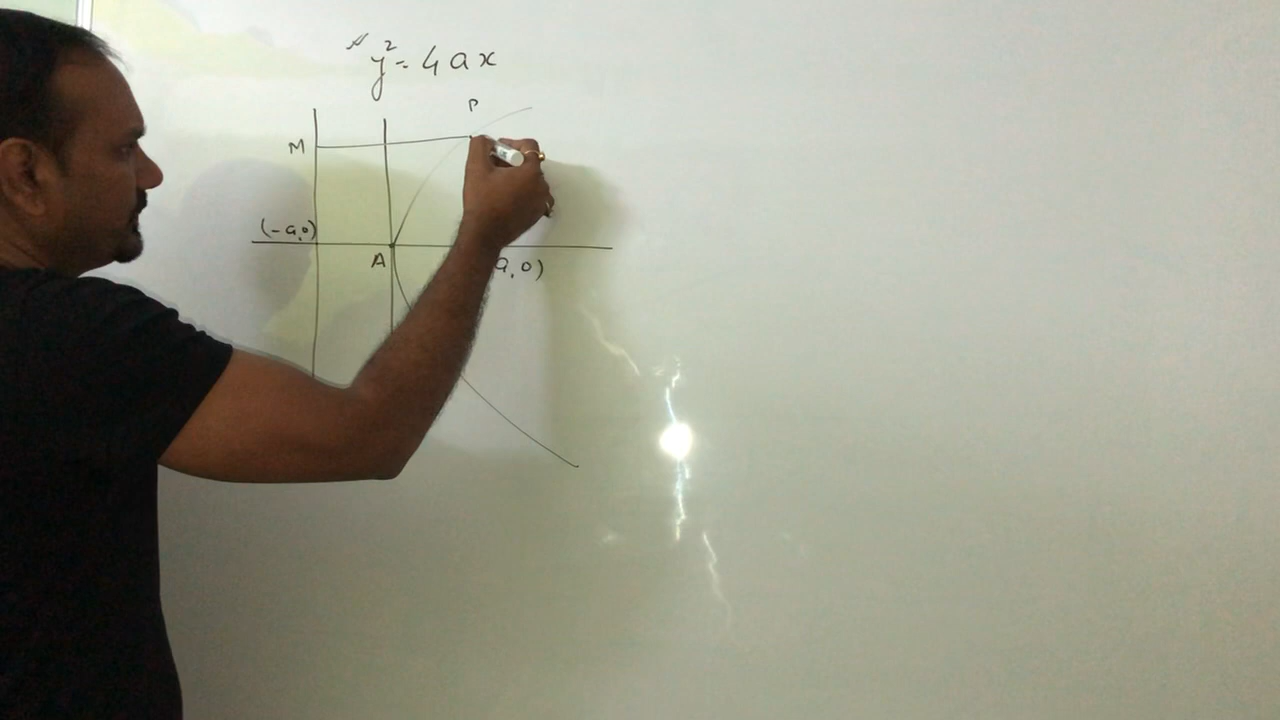 y² = 4ax
P
M
(-a,0)
A
a,0)